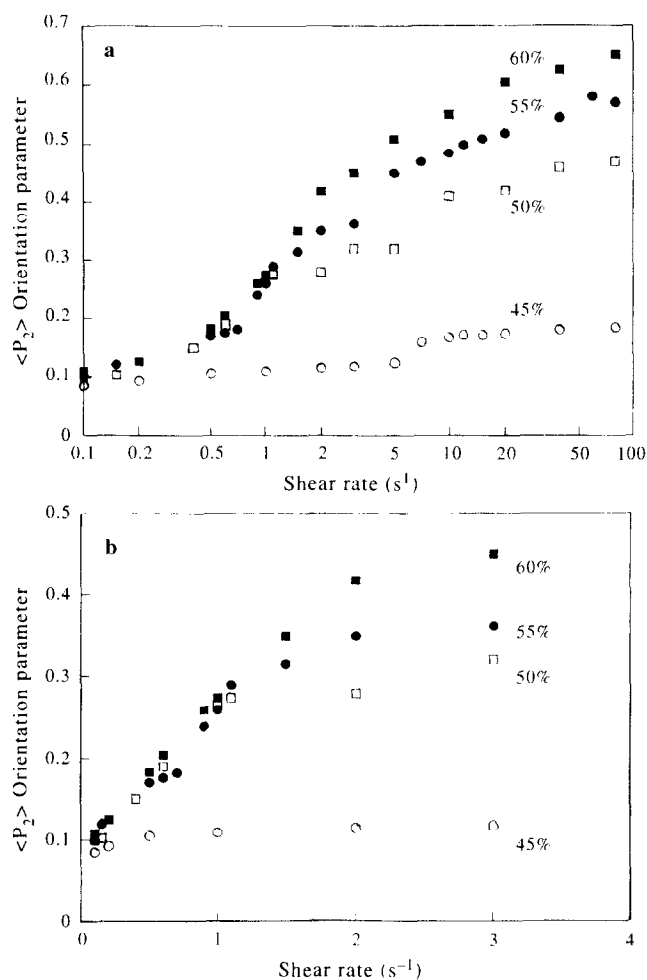 a
0.7
0.6
0.5
0.4
0.3
0.2
0.1
0
<P2> Orientation parameter
60%
55%
50%
45%
0.1 0.2 0.5 1 2 5 10 20 50 100
Shear rate (s¹)
b
0.5
0.4
0.3
0.2
0.1
0
<P2> Orientation parameter
60%
55%
50%
45%
0 1 2 3 4
Shear rate (s⁻¹)